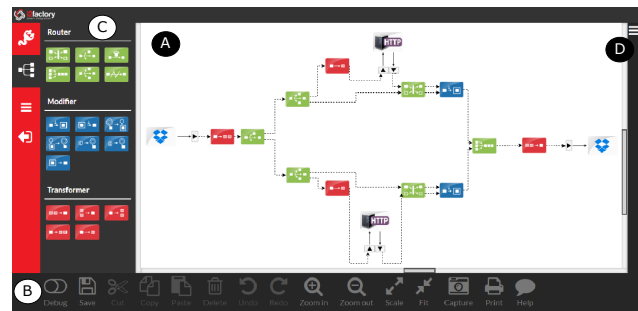 iffactory
C
Router
A
HTTP
D
Modifier
Transformer
HTTP
B
Debug
Save
Cut
Copy
Paste
Delete
Undo
Redo
Zoom in
Zoom out
Scale
Fit
Capture
Print
Help